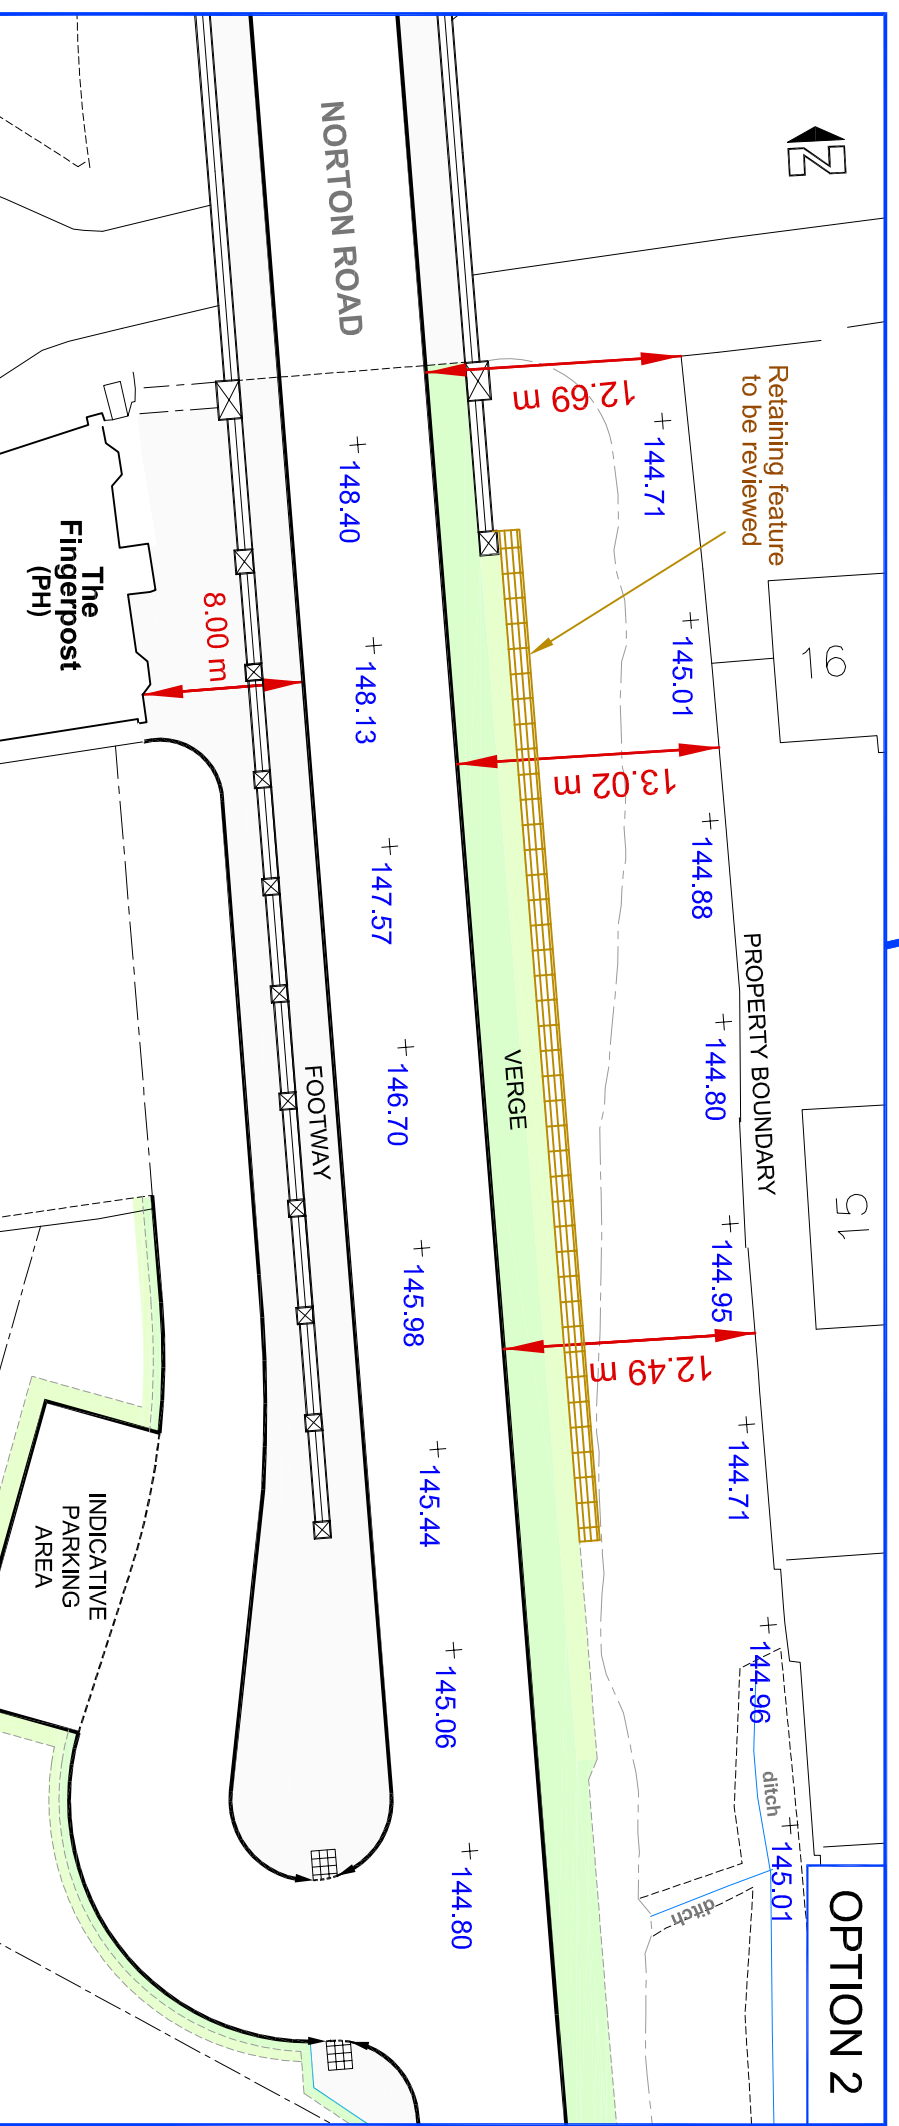 OPTION 2
N
NORTON ROAD
Retaining feature
to be reviewed
16
15
PROPERTY BOUNDARY
144.71
145.01
144.88
144.80
144.95
144.71
144.96
145.01
ditch
ditch
12.69 m
13.02 m
12.49 m
VERGE
148.40
148.13
147.57
146.70
145.98
145.44
145.06
144.80
FOOTWAY
8.00 m
The
Fingerpost
(PH)
INDICATIVE
PARKING
AREA